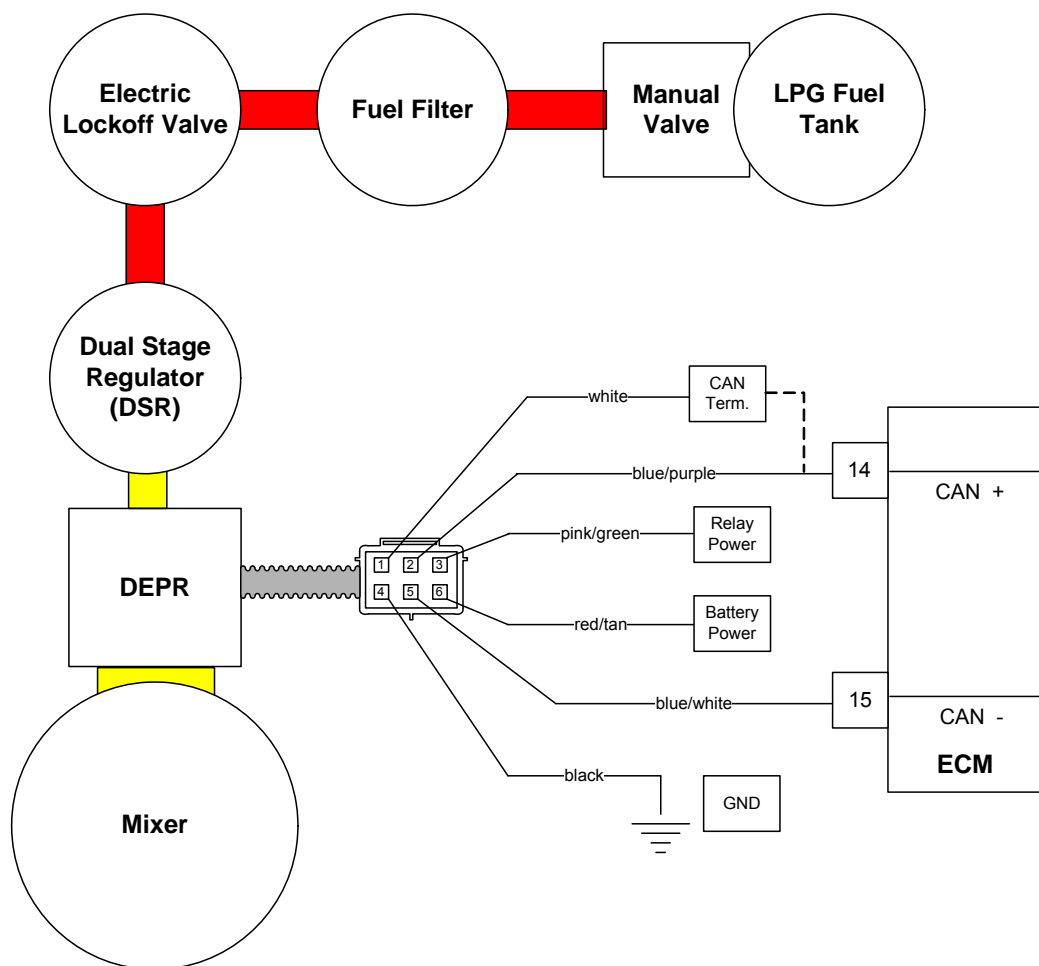 Electric
Lockoff Valve
Fuel Filter
Manual
Valve
LPG Fuel
Tank
Dual Stage
Regulator
(DSR)
white
CAN
Term.
blue/purple
14
CAN +
pink/green
Relay
Power
DEPR
1 2 3
4 5 6
red/tan
Battery
Power
blue/white
15
CAN -
ECM
black
GND
Mixer